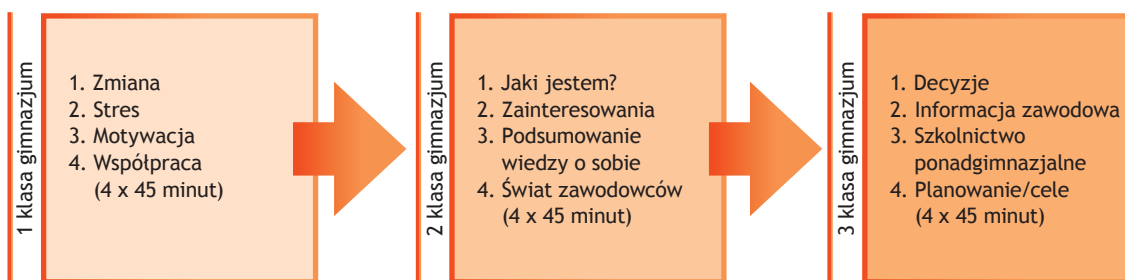 1 klasa gimnazjum
1. Zmiana
2. Stres
3. Motywacja
4. Współpraca
(4 x 45 minut)
2 klasa gimnazjum
1. Jaki jestem?
2. Zainteresowania
3. Podsumowanie
wiedzy o sobie
4. Świat zawodowców
(4 x 45 minut)
3 klasa gimnazjum
1. Decyzje
2. Informacja zawodowa
3. Szkolnictwo
ponadgimnazjalne
4. Planowanie/cele
(4 x 45 minut)